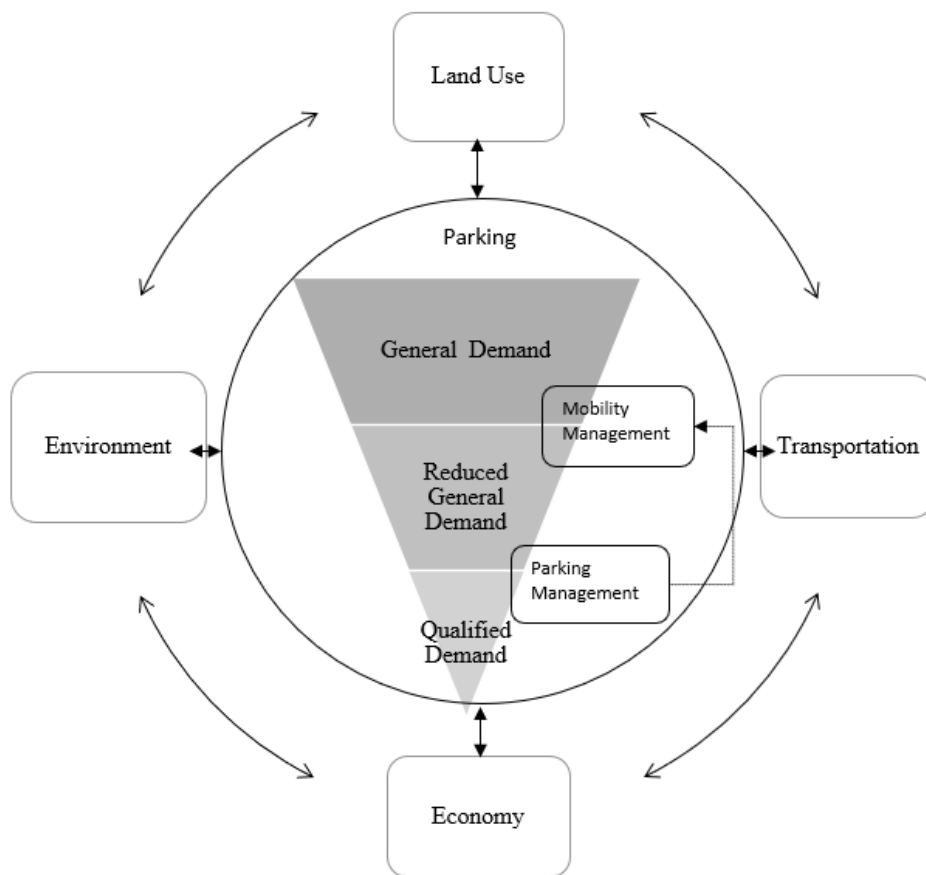 Land Use
Parking
General Demand
Mobility
Management
Environment
Transportation
Reduced
General
Demand
Parking
Management
Qualified
Demand
Economy